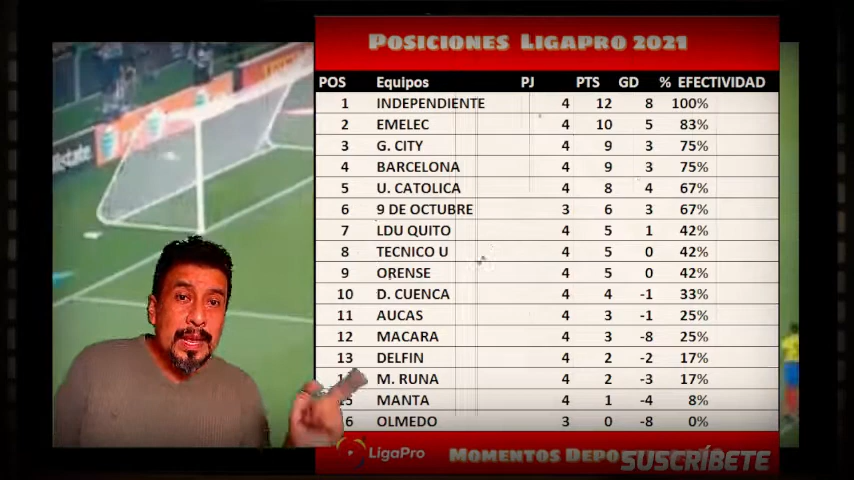 POSICIONES LIGAPRO 2021
POS Equipos PJ PTS GD % EFECTIVIDAD
1 INDEPENDIENTE 4 12 8 100%
2 EMELEC 4 10 5 83%
3 G. CITY 4 9 3 75%
4 BARCELONA 4 9 3 75%
5 U. CATOLICA 4 8 4 67%
6 9 DE OCTUBRE 3 6 3 67%
7 LDU QUITO 4 5 1 42%
8 TECNICO U 4 5 0 42%
9 ORENSE 4 5 0 42%
10 D. CUENCA 4 4 -1 33%
11 AUCAS 4 3 -1 25%
12 MACARA 4 3 -8 25%
13 DELFIN 4 2 -2 17%
M. RUNA 4 2 -3 17%
15 MANTA 4 1 -4 8%
6 OLMEDO 3 0 -8 0%
LigaPro MOMENTOS DEPO
SUSCRÍBETE
llstate